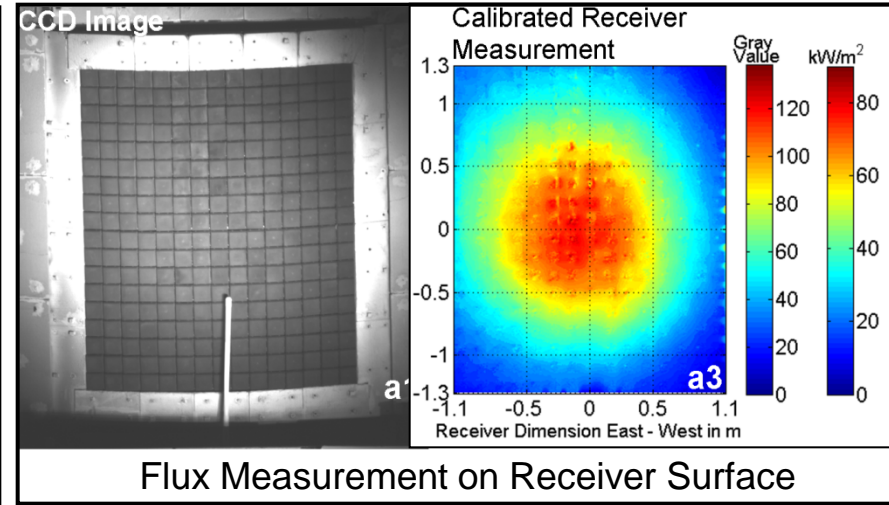 CCD Image
a1
Calibrated Receiver
Measurement
Gray
Value
kW/m²
1.3
1
0.5
0
-0.5
-1
-1.3
-1.1
-0.5
0
0.5
1.1
120
100
80
60
40
20
0
80
60
40
20
0
a3
Receiver Dimension East - West in m
Flux Measurement on Receiver Surface